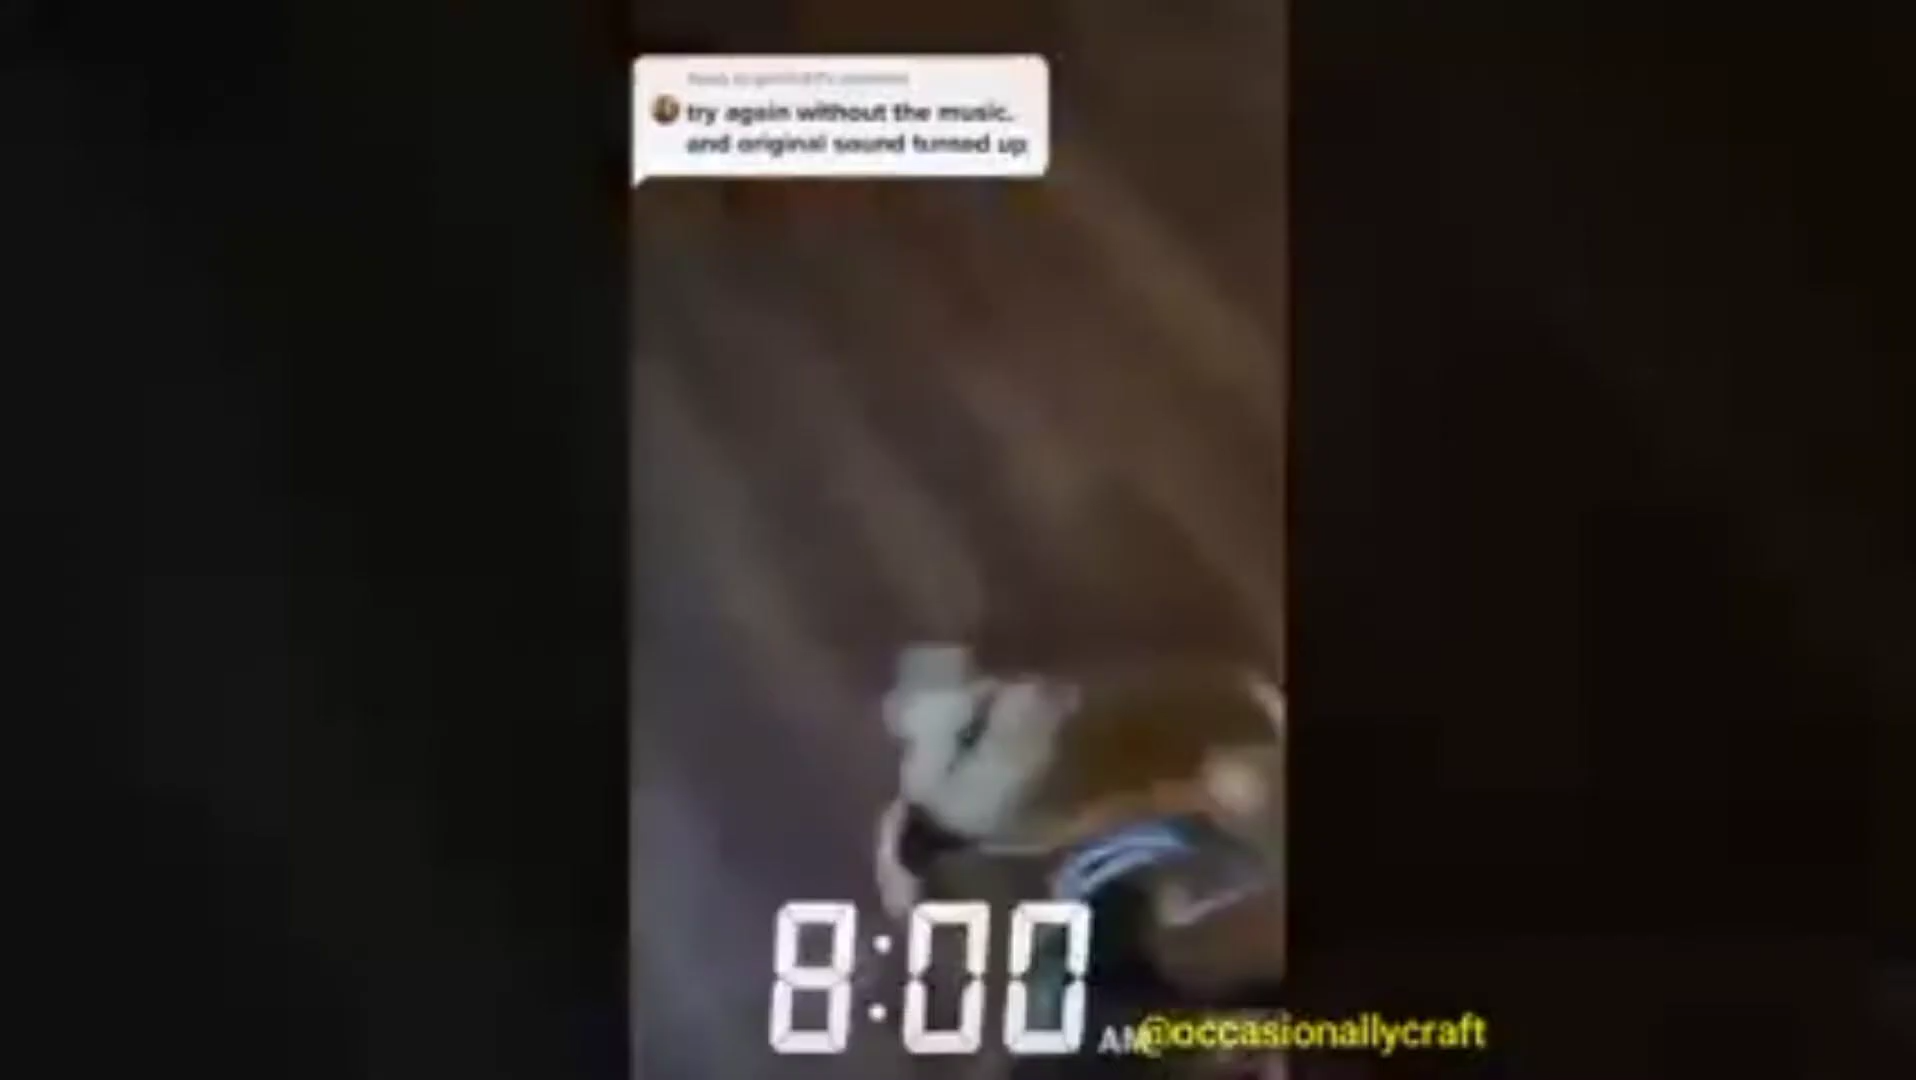 try again without the music.
and original sound turned up
8:00
AM
@occasionallycraft